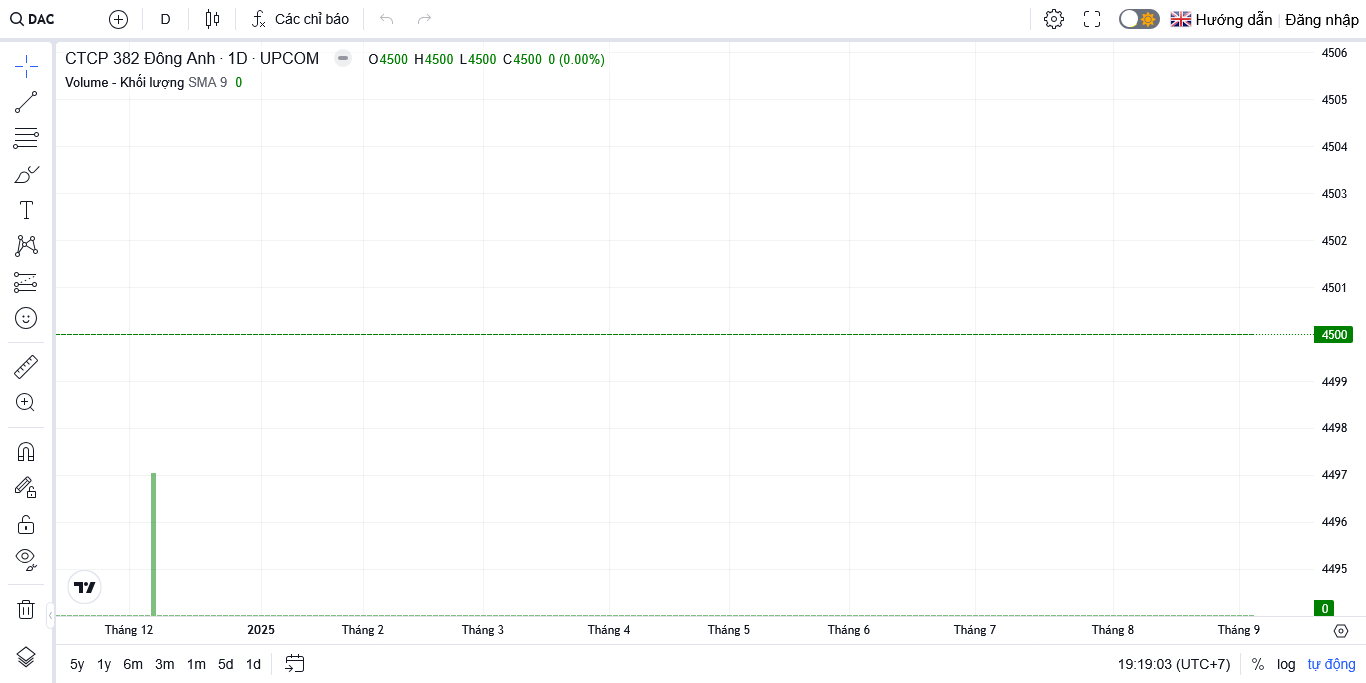 DAC D Các chỉ báo Hướng dẫn Đăng nhập
CTCP 382 Đông Anh · 1D · UPCOM O4500 H4500 L4500 C4500 0 (0.00%)
Volume - Khối lượng SMA 9 0
4506
4505
4504
4503
4502
4501
4500
4499
4498
4497
4496
4495
0
Tháng 12 2025 Tháng 2 Tháng 3 Tháng 4 Tháng 5 Tháng 6 Tháng 7 Tháng 8 Tháng 9
5y 1y 6m 3m 1m 5d 1d 19:19:03 (UTC+7) % log tự động